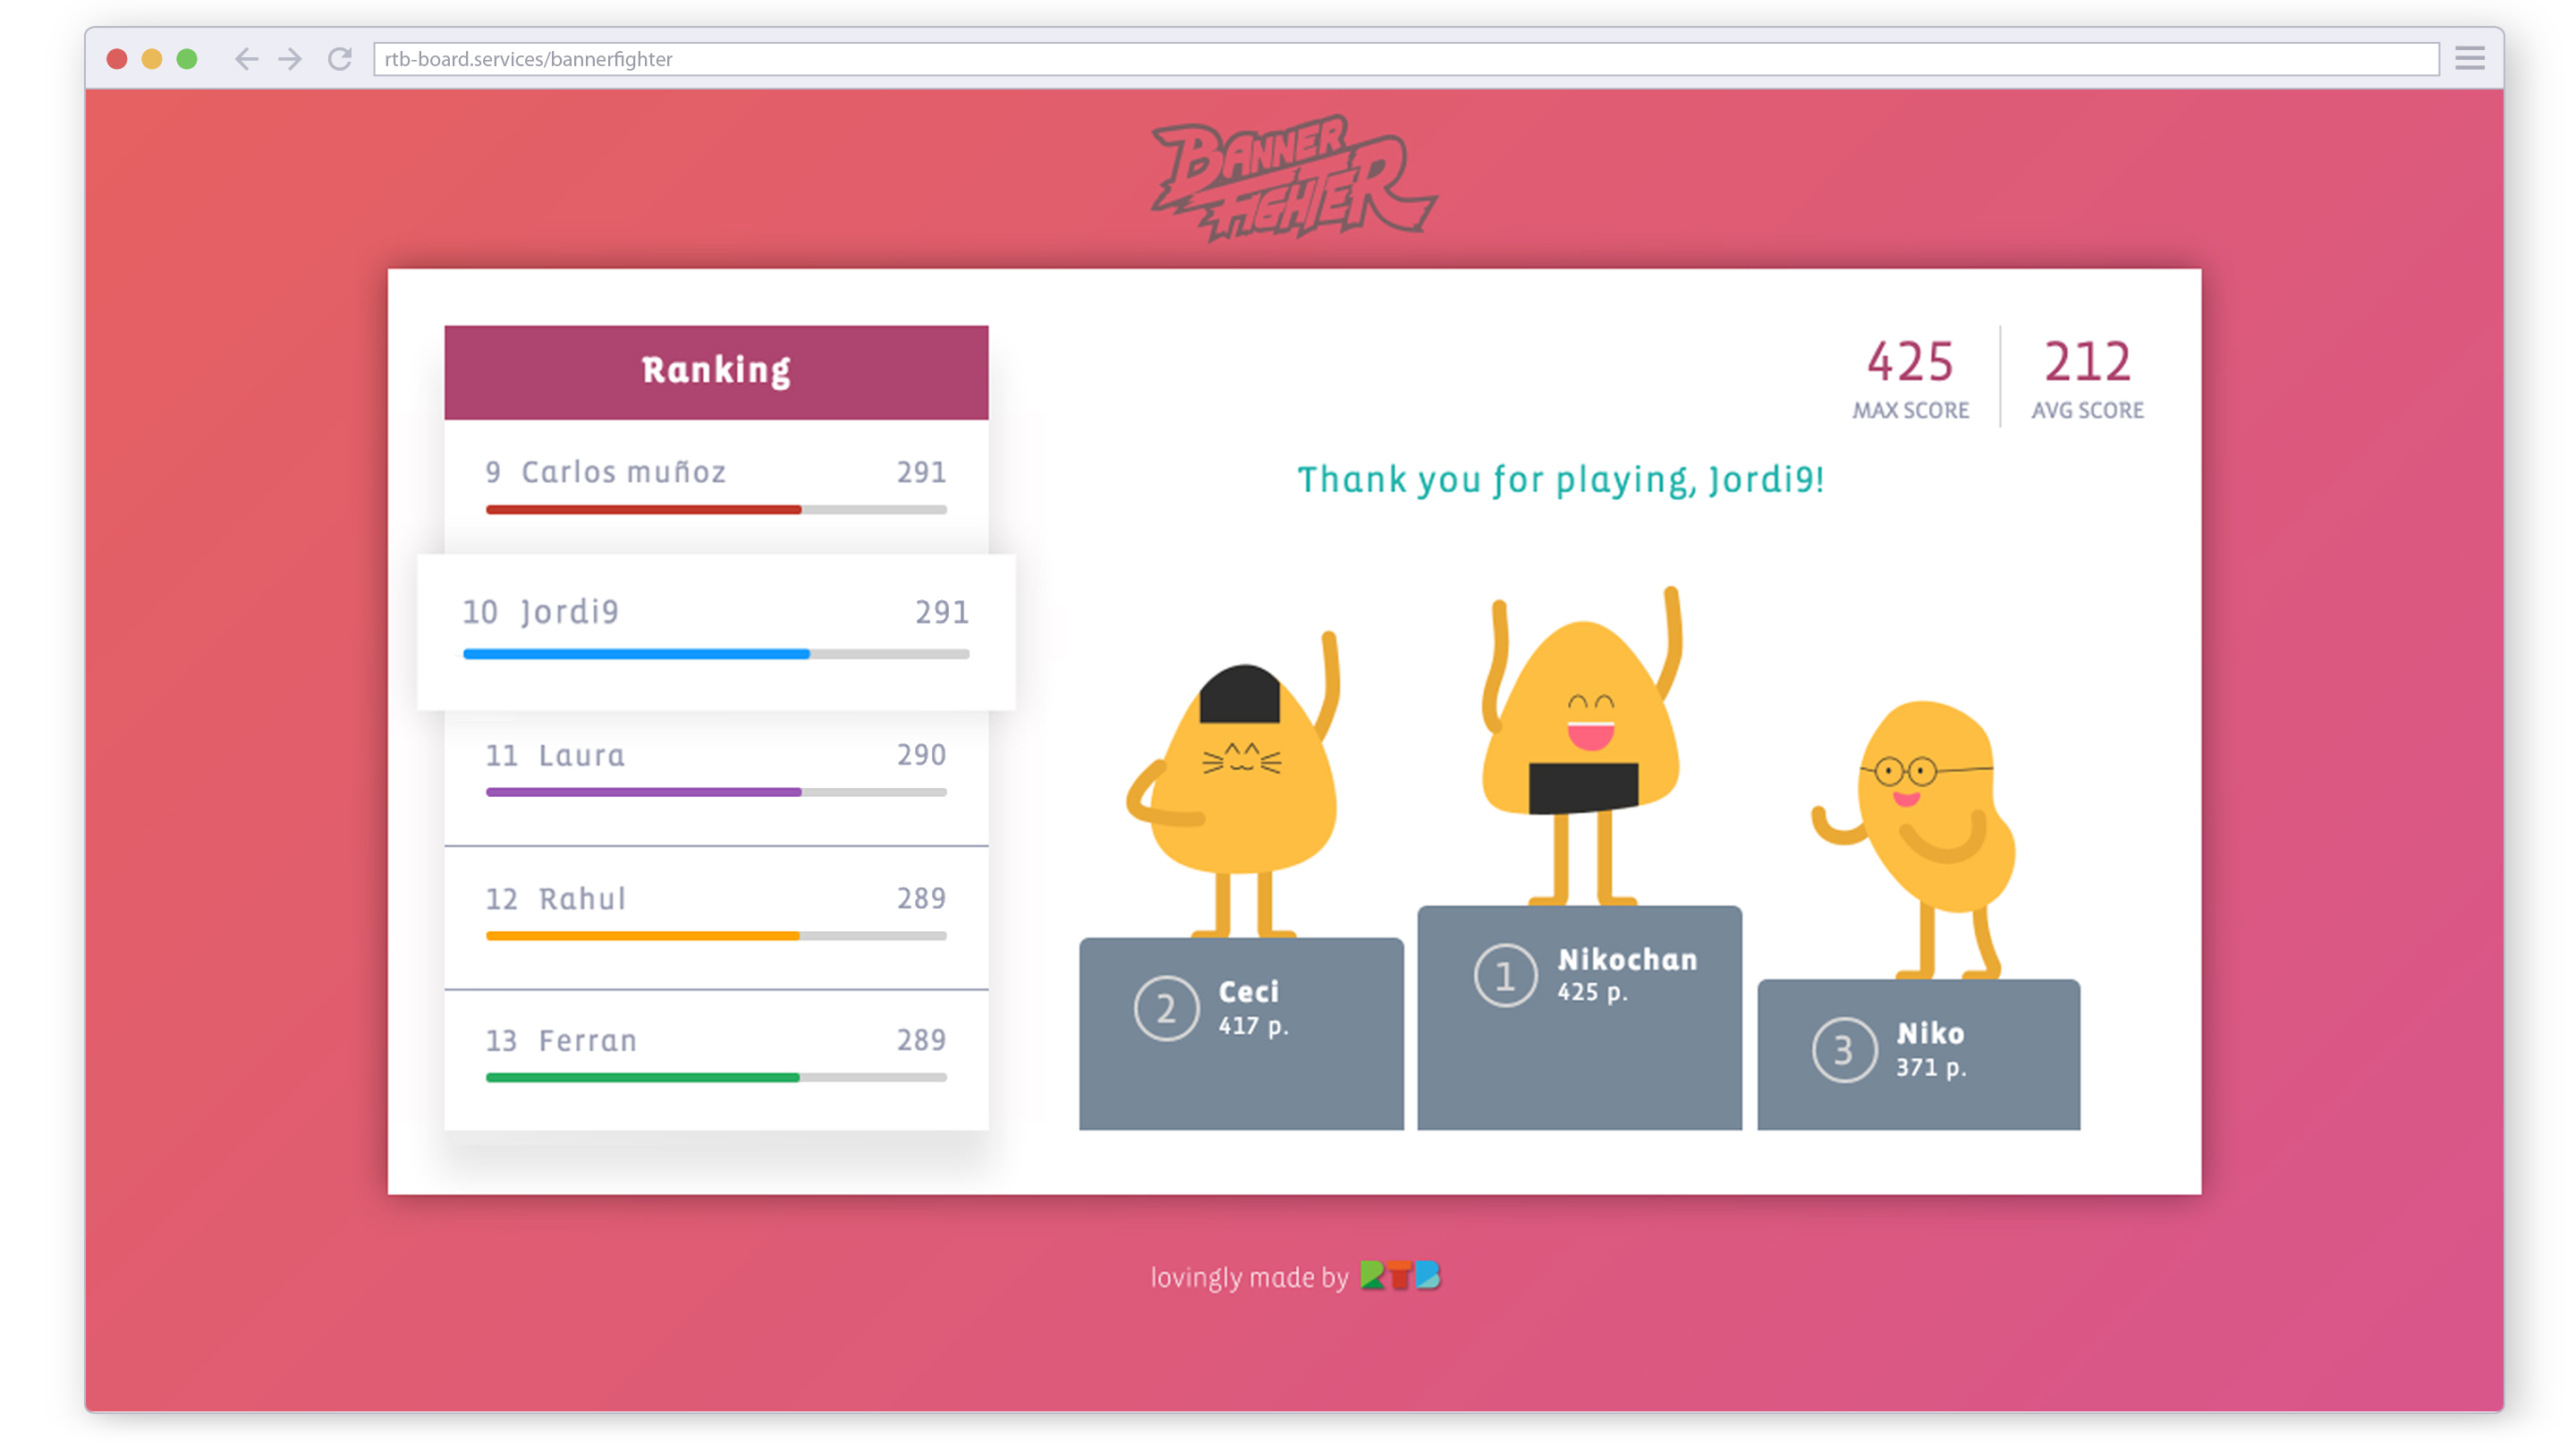 rtb-board.services/bannerfighter
BANNER
FIGHTER
Ranking
9 Carlos muñoz 291
10 Jordi9 291
11 Laura 290
12 Rahul 289
13 Ferran 289
425
MAX SCORE
212
AVG SCORE
Thank you for playing, Jordi9!
2 Ceci
417 p.
1 Nikochan
425 p.
3 Niko
371 p.
lovingly made by RTB